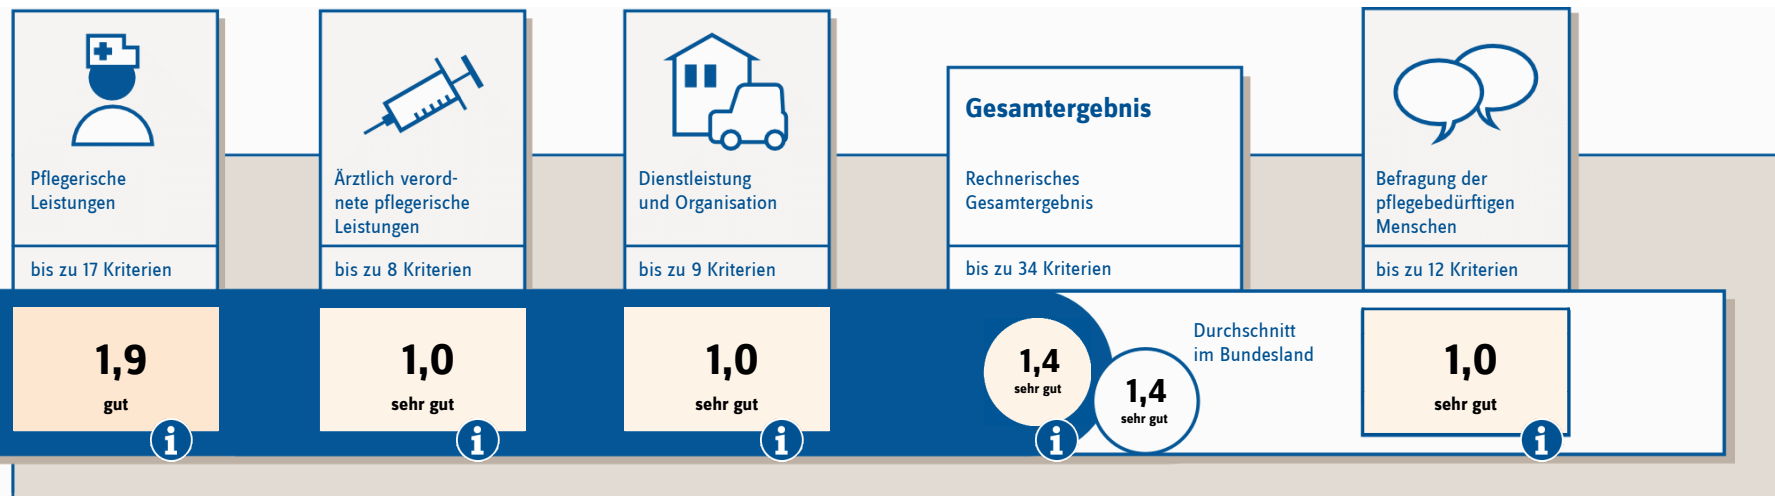 Pflegerische
Leistungen
bis zu 17 Kriterien
1,9
gut
i
Ärztlich verord-
nete pflegerische
Leistungen
bis zu 8 Kriterien
1,0
sehr gut
i
Dienstleistung
und Organisation
bis zu 9 Kriterien
1,0
sehr gut
i
Gesamtergebnis
Rechnerisches
Gesamtergebnis
bis zu 34 Kriterien
1,4
sehr gut
i
1,4
sehr gut
Durchschnitt
im Bundesland
Befragung der
pflegebedürftigen
Menschen
bis zu 12 Kriterien
1,0
sehr gut
i